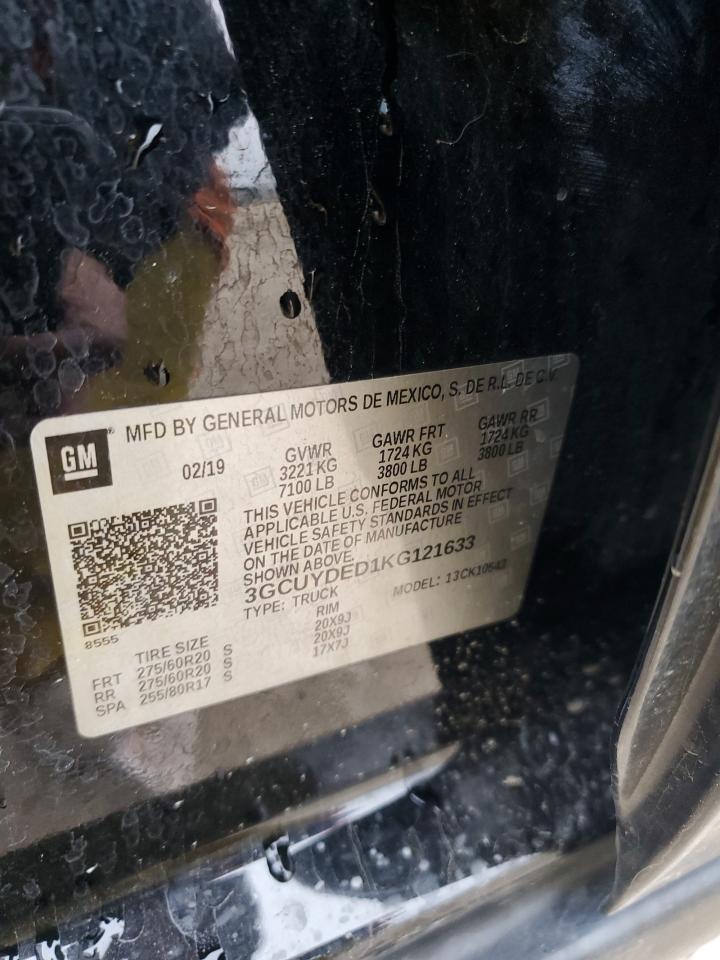 GM
MFD BY GENERAL MOTORS DE MEXICO, S. DE R.L. DE C.V.
02/19 GVWR GAWR FRT GAWR RR
3221 KG 1724 KG 1724 KG
7100 LB 3800 LB 3800 LB
THIS VEHICLE CONFORMS TO ALL
APPLICABLE U.S. FEDERAL MOTOR
VEHICLE SAFETY STANDARDS IN EFFECT
ON THE DATE OF MANUFACTURE
SHOWN ABOVE.
3GCUYDED1KG121633
TYPE: TRUCK MODEL: 13CK10543
8555
TIRE SIZE RIM
FRT 275/60R20 S 20X9J
RR 275/60R20 S 20X9J
SPA 255/80R17 S 17X7J